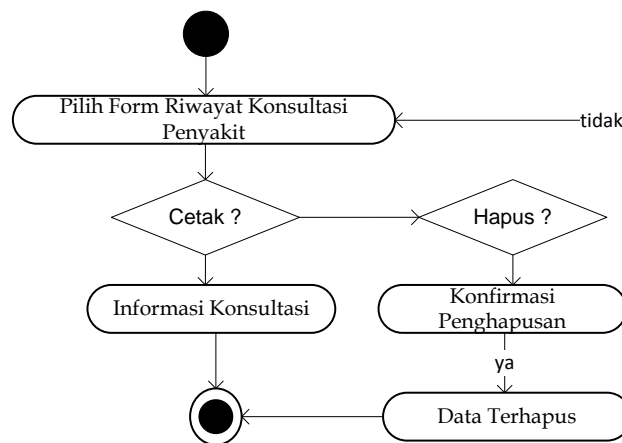 Pilih Form Riwayat Konsultasi
Penyakit
tidak
Cetak ?
Hapus ?
Informasi Konsultasi
Konfirmasi
Penghapusan
ya
Data Terhapus